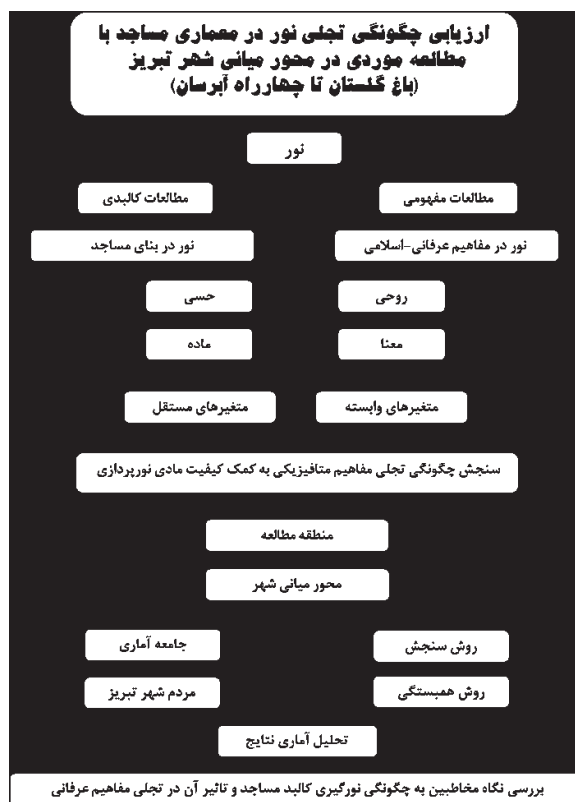 ارزیابی چگونگی تجلی نور در معماری مساجد با
مطالعه موردی در محور میانی شهر تبریز
(باغ گلستان تا چهارراه آبرسان)
نور
مطالعات مفهومی
مطالعات کالبدی
نور در مفاهیم عرفانی-اسلامی
نور در بنای مساجد
روحی
حسی
معنا
ماده
متغیرهای وابسته
متغیرهای مستقل
سنجش چگونگی تجلی مفاهیم متافیزیکی به کمک کیفیت مادی نورپردازی
منطقه مطالعه
محور میانی شهر
روش سنجش
جامعه آماری
روش همبستگی
مردم شهر تبریز
تحلیل آماری نتایج
بررسی نگاه مخاطبین به چگونگی نورگیری کالبد مساجد و تاثیر آن در تجلی مفاهیم عرفانی